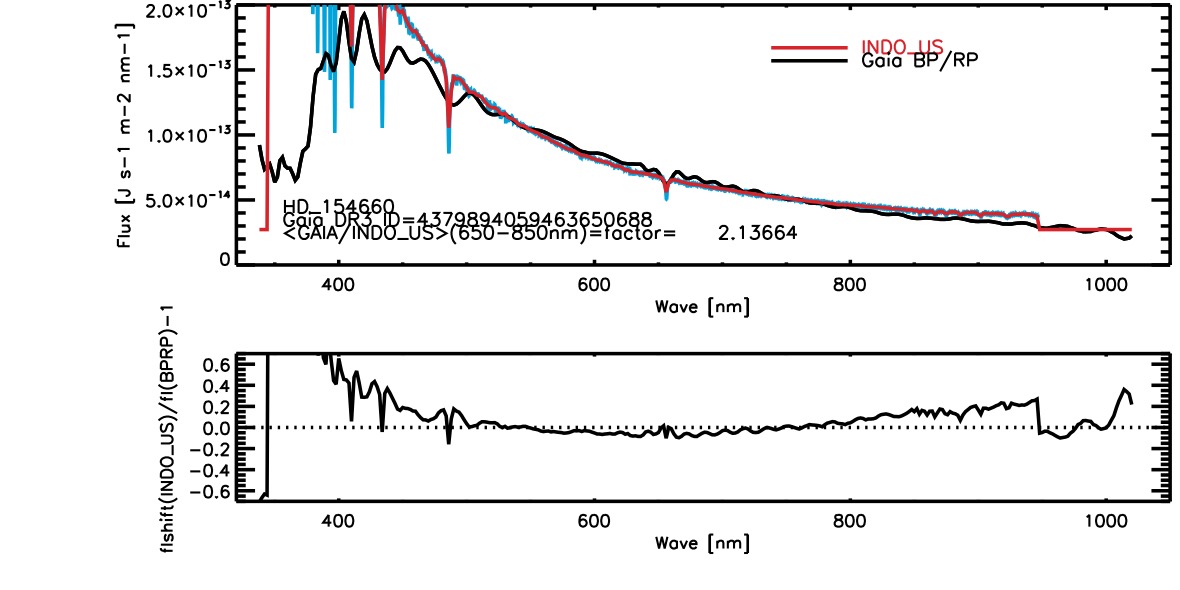 2.0×10−13
1.5×10−13
1.0×10−13
5.0×10−14
0
Flux [J s−1 m−2 nm−1]
INDO_US
Gaia BP/RP
HD_154660
Gaia DR3_ID=4379894059463650688
<GAIA/INDO_US>(650−850nm)=factor= 2.13664
400 600 800 1000
Wave [nm]
flshift(INDO_US)/fl(BPRP)−1
0.6
0.4
0.2
0.0
−0.2
−0.4
−0.6
400 600 800 1000
Wave [nm]